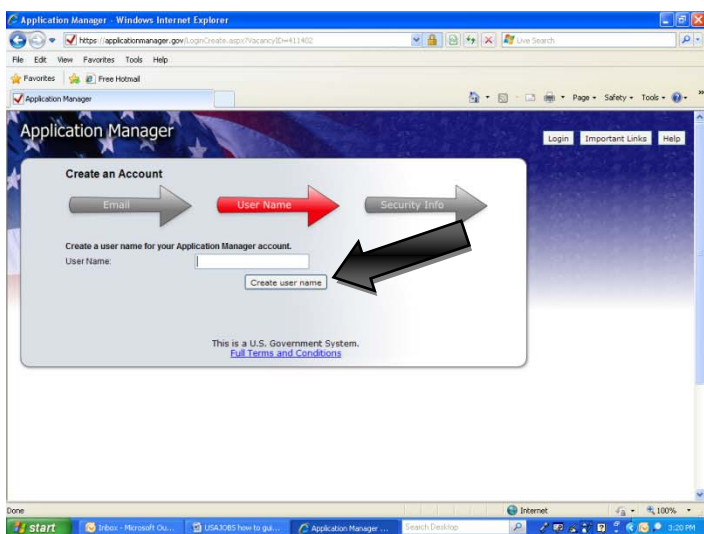 Application Manager - Windows Internet Explorer
https://applicationmanager.gov/LoginCreate.aspx?VacancyID=411402
Live Search
File Edit View Favorites Tools Help
Favorites Free Hotmail
Application Manager
Page Safety Tools
Application Manager
Login Important Links Help
Create an Account
Email User Name Security Info
Create a user name for your Application Manager account.
User Name:
Create user name
This is a U.S. Government System.
Full Terms and Conditions
Done Internet 100%
start Inbox - Microsoft Ou... USAJOBS how to gui... Application Manager ... Search Desktop 3:20 PM